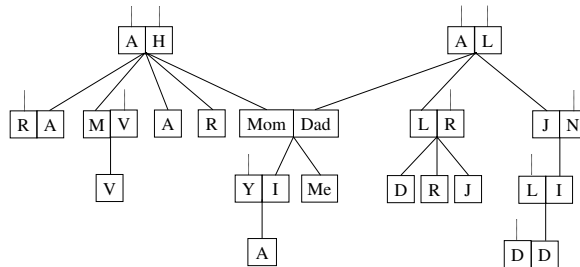 A H A L
R A M V A R Mom Dad L R J N
V Y I Me D R J L I
A D D